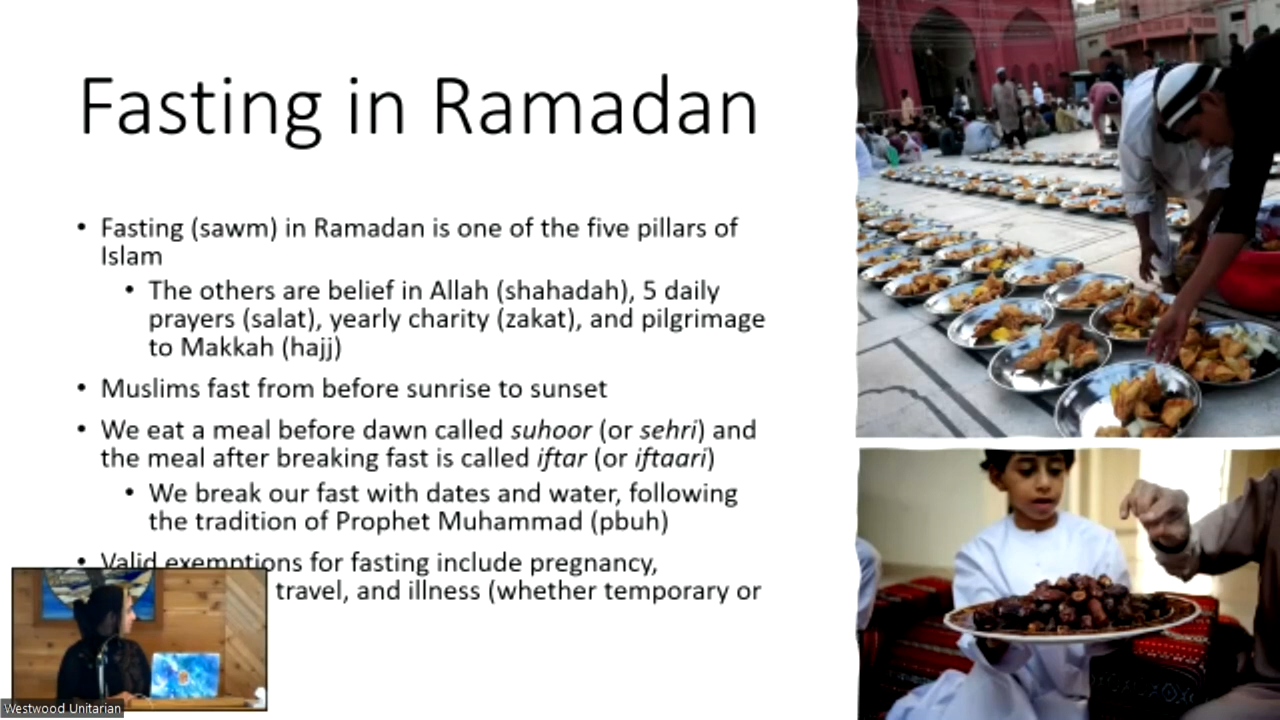 Fasting in Ramadan
• Fasting (sawm) in Ramadan is one of the five pillars of
Islam
• The others are belief in Allah (shahadah), 5 daily
prayers (salat), yearly charity (zakat), and pilgrimage
to Makkah (hajj)
• Muslims fast from before sunrise to sunset
• We eat a meal before dawn called suhoor (or sehri) and
the meal after breaking fast is called iftar (or iftaari)
• We break our fast with dates and water, following
the tradition of Prophet Muhammad (pbuh)
• Valid exemptions for fasting include pregnancy,
travel, and illness (whether temporary or
Westwood Unitarian